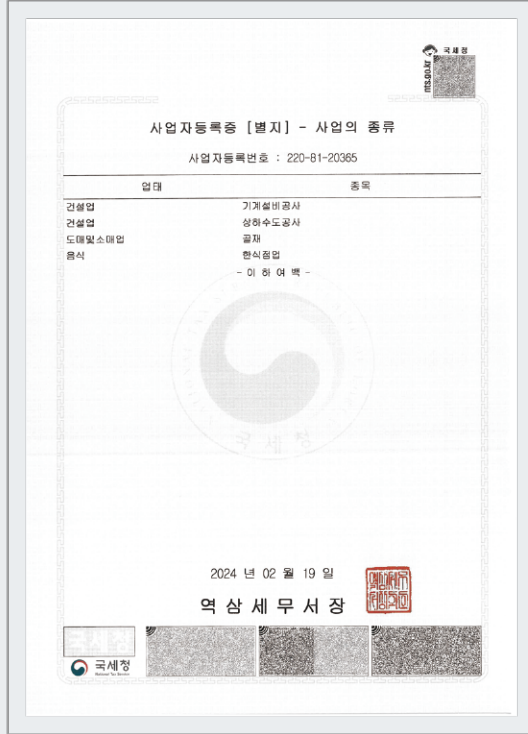 국세청
nts.go.kr
사업자등록증 [별지] - 사업의 종류
사업자등록번호 : 220-81-20365
업태 종목
건설업 기계설비공사
건설업 상하수도공사
도매및소매업 골재
음식 한식점업
- 이 하 여 백 -
국세청
2024 년 02 월 19 일
역삼세무서장
국세청
국세청
National Tax Service